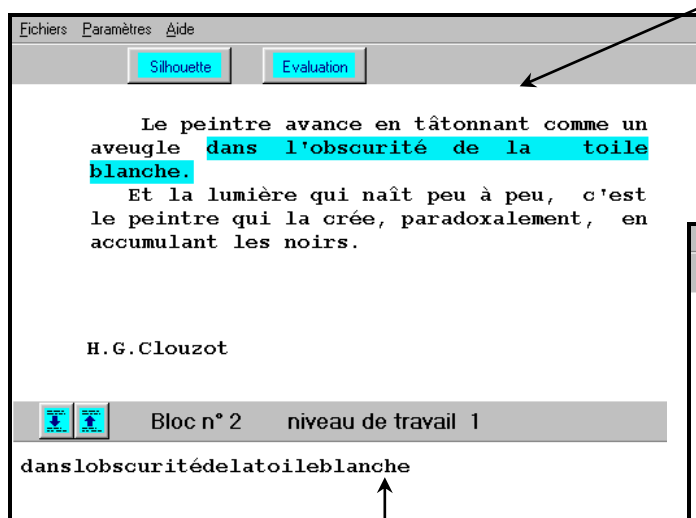 Fichiers Paramètres Aide
Silhouette Evaluation
Le peintre avance en tâtonnant comme un
aveugle dans l'obscurité de la toile
blanche.
Et la lumière qui naît peu à peu, c'est
le peintre qui la crée, paradoxalement, en
accumulant les noirs.
H.G.Clouzot
Bloc n° 2 niveau de travail 1
danslobscuritédelatoileblanche